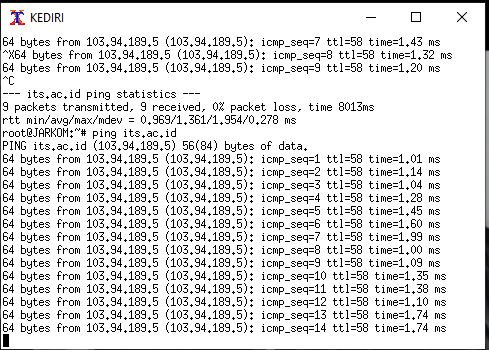 KEDIRI
64 bytes from 103.94.189.5 (103.94.189.5): icmp_seq=7 ttl=58 time=1.43 ms
^X64 bytes from 103.94.189.5 (103.94.189.5): icmp_seq=8 ttl=58 time=1.32 ms
64 bytes from 103.94.189.5 (103.94.189.5): icmp_seq=9 ttl=58 time=1.20 ms
^C
--- its.ac.id ping statistics ---
9 packets transmitted, 9 received, 0% packet loss, time 8013ms
rtt min/avg/max/mdev = 0.969/1.361/1.954/0.278 ms
root@JARKOM:~# ping its.ac.id
PING its.ac.id (103.94.189.5) 56(84) bytes of data.
64 bytes from 103.94.189.5 (103.94.189.5): icmp_seq=1 ttl=58 time=1.01 ms
64 bytes from 103.94.189.5 (103.94.189.5): icmp_seq=2 ttl=58 time=1.14 ms
64 bytes from 103.94.189.5 (103.94.189.5): icmp_seq=3 ttl=58 time=1.04 ms
64 bytes from 103.94.189.5 (103.94.189.5): icmp_seq=4 ttl=58 time=1.28 ms
64 bytes from 103.94.189.5 (103.94.189.5): icmp_seq=5 ttl=58 time=1.45 ms
64 bytes from 103.94.189.5 (103.94.189.5): icmp_seq=6 ttl=58 time=1.60 ms
64 bytes from 103.94.189.5 (103.94.189.5): icmp_seq=7 ttl=58 time=1.99 ms
64 bytes from 103.94.189.5 (103.94.189.5): icmp_seq=8 ttl=58 time=1.00 ms
64 bytes from 103.94.189.5 (103.94.189.5): icmp_seq=9 ttl=58 time=1.09 ms
64 bytes from 103.94.189.5 (103.94.189.5): icmp_seq=10 ttl=58 time=1.35 ms
64 bytes from 103.94.189.5 (103.94.189.5): icmp_seq=11 ttl=58 time=1.38 ms
64 bytes from 103.94.189.5 (103.94.189.5): icmp_seq=12 ttl=58 time=1.10 ms
64 bytes from 103.94.189.5 (103.94.189.5): icmp_seq=13 ttl=58 time=1.74 ms
64 bytes from 103.94.189.5 (103.94.189.5): icmp_seq=14 ttl=58 time=1.74 ms